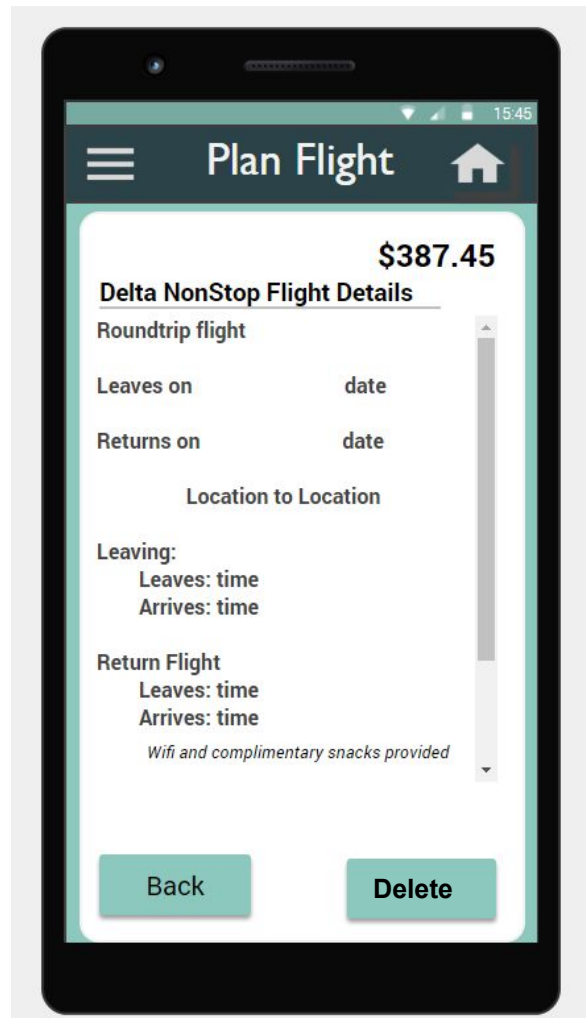 15:45
Plan Flight
$387.45
Delta NonStop Flight Details
Roundtrip flight
Leaves on date
Returns on date
Location to Location
Leaving:
Leaves: time
Arrives: time
Return Flight
Leaves: time
Arrives: time
Wifi and complimentary snacks provided
Back Delete